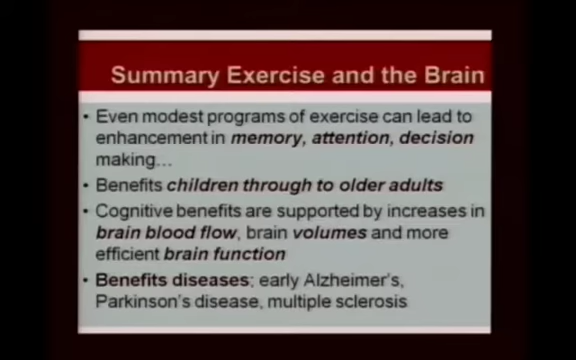 Summary Exercise and the Brain
• Even modest programs of exercise can lead to
enhancement in memory, attention, decision
making...
• Benefits children through to older adults
• Cognitive benefits are supported by increases in
brain blood flow, brain volumes and more
efficient brain function
• Benefits diseases; early Alzheimer's,
Parkinson's disease, multiple sclerosis